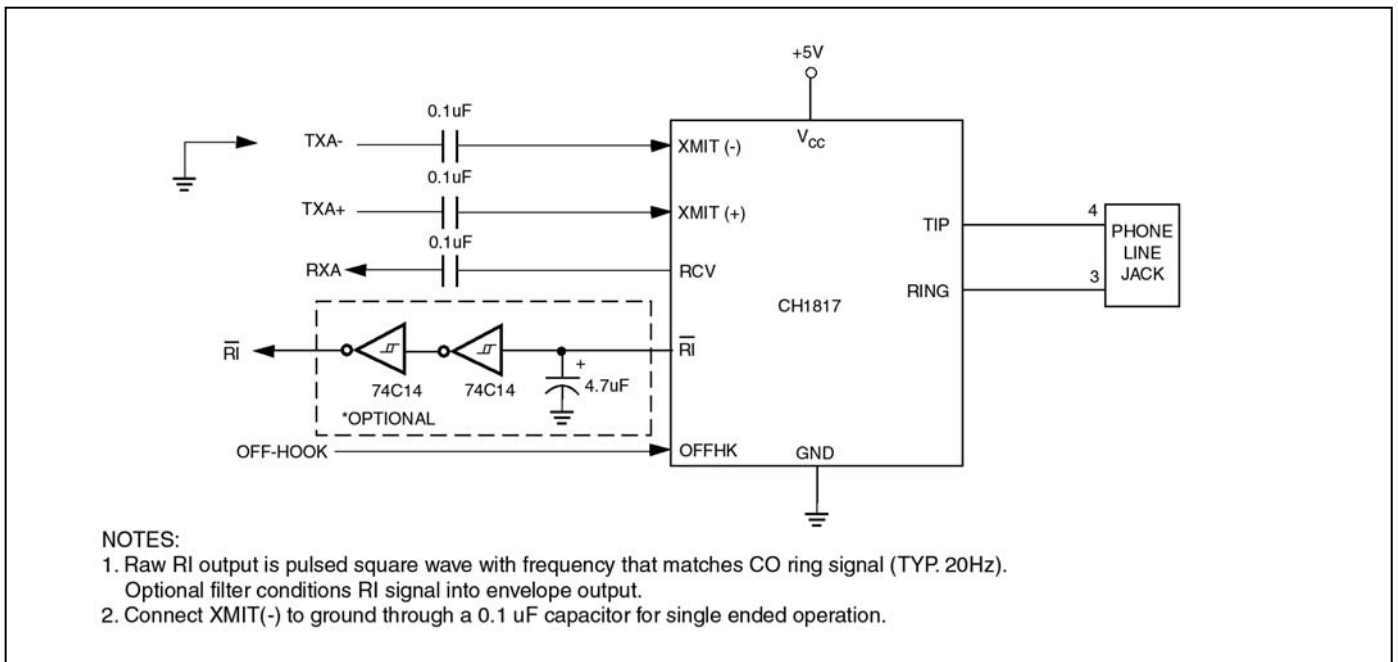 +5V
0.1uF
TXA-
XMIT (-)
VCC
0.1uF
TXA+
XMIT (+)
TIP
4
PHONE
LINE
JACK
0.1uF
RXA
RCV
RING
3
CH1817
R̅I̅
R̅I̅
+
4.7uF
74C14
74C14
*OPTIONAL
OFF-HOOK
OFFHK
GND
NOTES:
1. Raw RI output is pulsed square wave with frequency that matches CO ring signal (TYP. 20Hz).
Optional filter conditions RI signal into envelope output.
2. Connect XMIT(-) to ground through a 0.1 uF capacitor for single ended operation.